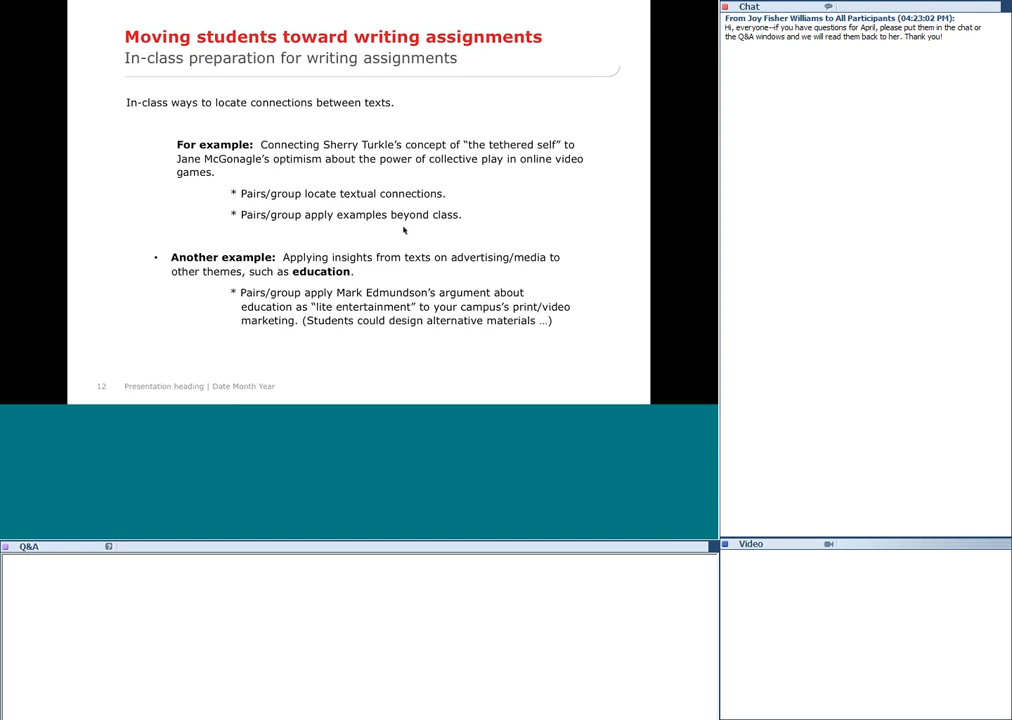 Moving students toward writing assignments
In-class preparation for writing assignments
In-class ways to locate connections between texts.
For example: Connecting Sherry Turkle's concept of "the tethered self" to
Jane McGonagle's optimism about the power of collective play in online video
games.
* Pairs/group locate textual connections.
* Pairs/group apply examples beyond class.
• Another example: Applying insights from texts on advertising/media to
other themes, such as education.
* Pairs/group apply Mark Edmundson's argument about
education as "lite entertainment" to your campus's print/video
marketing. (Students could design alternative materials …)
12 Presentation heading | Date Month Year
Chat
From Joy Fisher Williams to All Participants (04:23:02 PM):
Hi, everyone--if you have questions for April, please put them in the chat or
the Q&A windows and we will read them back to her. Thank you!
Q&A
Video